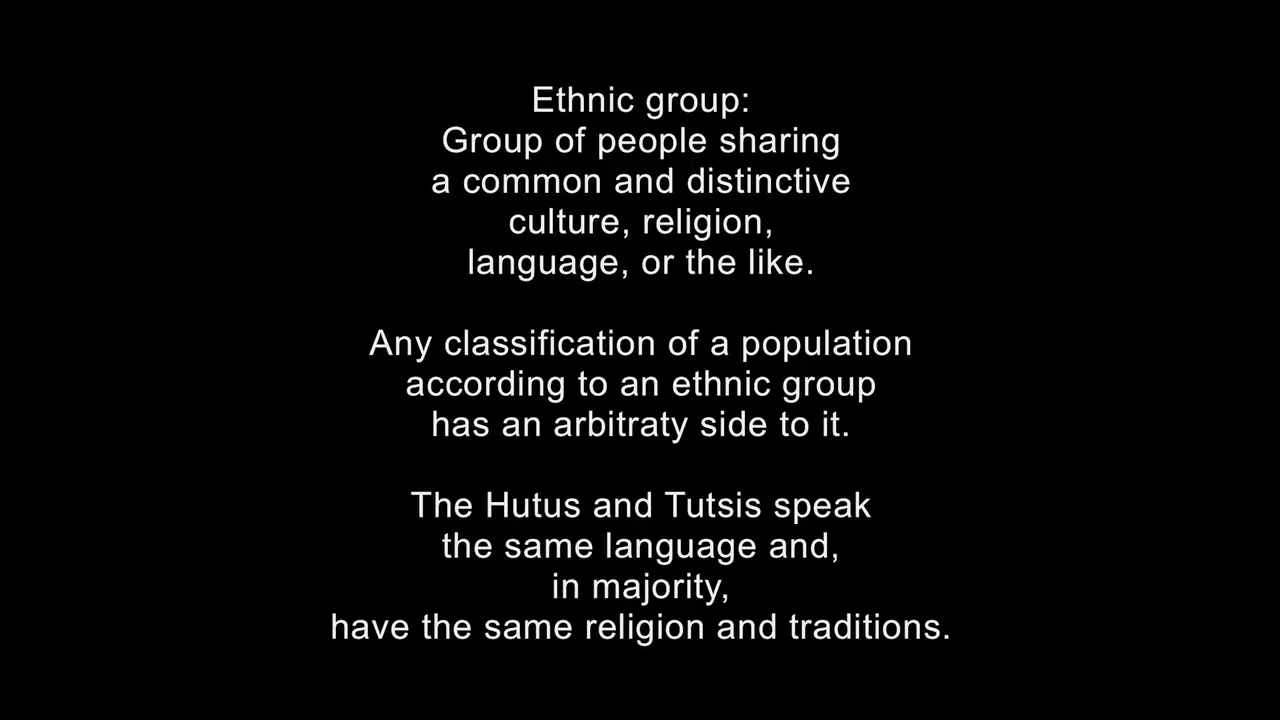 Ethnic group:
Group of people sharing
a common and distinctive
culture, religion,
language, or the like.
Any classification of a population
according to an ethnic group
has an arbitraty side to it.
The Hutus and Tutsis speak
the same language and,
in majority,
have the same religion and traditions.